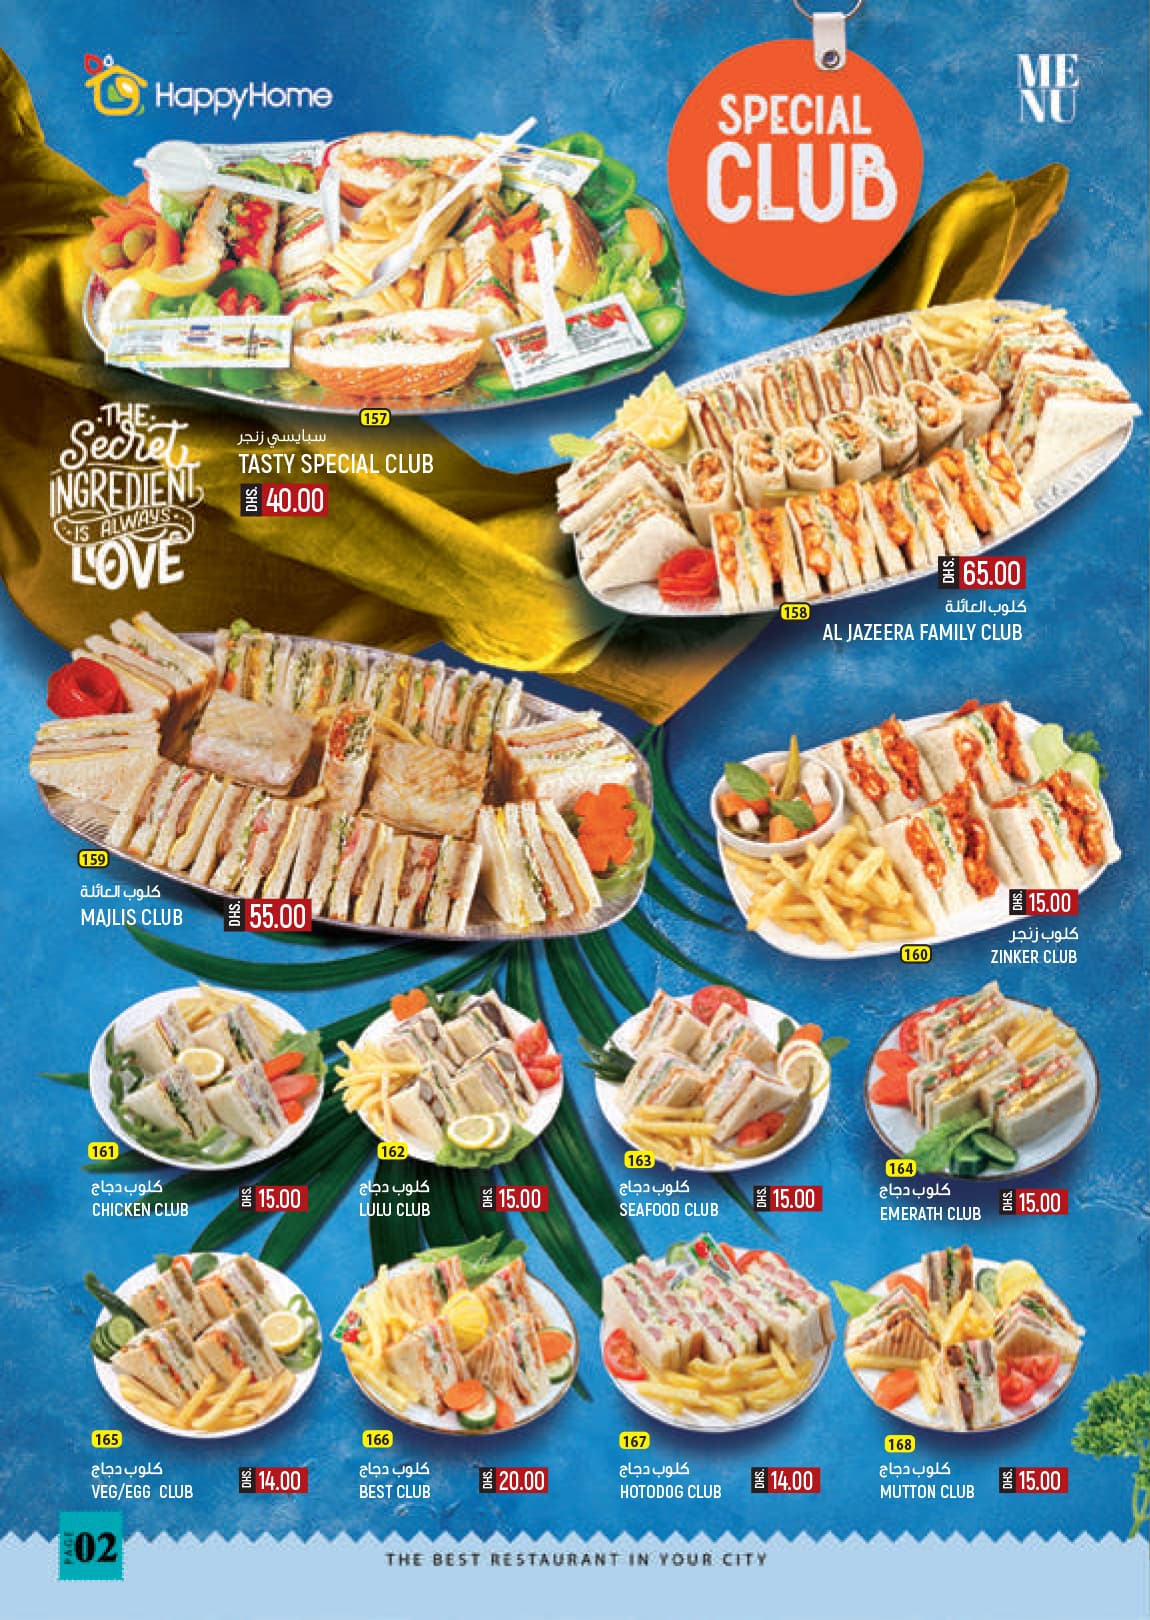 HappyHome
SPECIAL
CLUB
ME
NU
157
سبايسي زنجر
TASTY SPECIAL CLUB
DHS. 40.00
THE
Secret
INGREDIENT
IS ALWAYS
LOVE
DHS. 65.00
158
كلوب العائلة
AL JAZEERA FAMILY CLUB
159
كلوب العائلة
MAJLIS CLUB
DHS. 55.00
DHS. 15.00
160
كلوب زنجر
ZINKER CLUB
161
كلوب دجاج
CHICKEN CLUB
DHS. 15.00
162
كلوب دجاج
LULU CLUB
DHS. 15.00
163
كلوب دجاج
SEAFOOD CLUB
DHS. 15.00
164
كلوب دجاج
EMERATH CLUB
DHS. 15.00
165
كلوب دجاج
VEG/EGG CLUB
DHS. 14.00
166
كلوب دجاج
BEST CLUB
DHS. 20.00
167
كلوب دجاج
HOTODOG CLUB
DHS. 14.00
168
كلوب دجاج
MUTTON CLUB
DHS. 15.00
PAGE 02
THE BEST RESTAURANT IN YOUR CITY